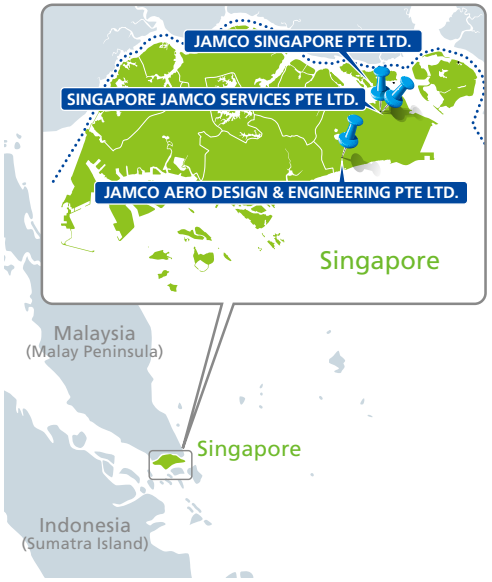 JAMCO SINGAPORE PTE LTD.
SINGAPORE JAMCO SERVICES PTE LTD.
JAMCO AERO DESIGN & ENGINEERING PTE LTD.
Singapore
Malaysia
(Malay Peninsula)
Singapore
Indonesia
(Sumatra Island)